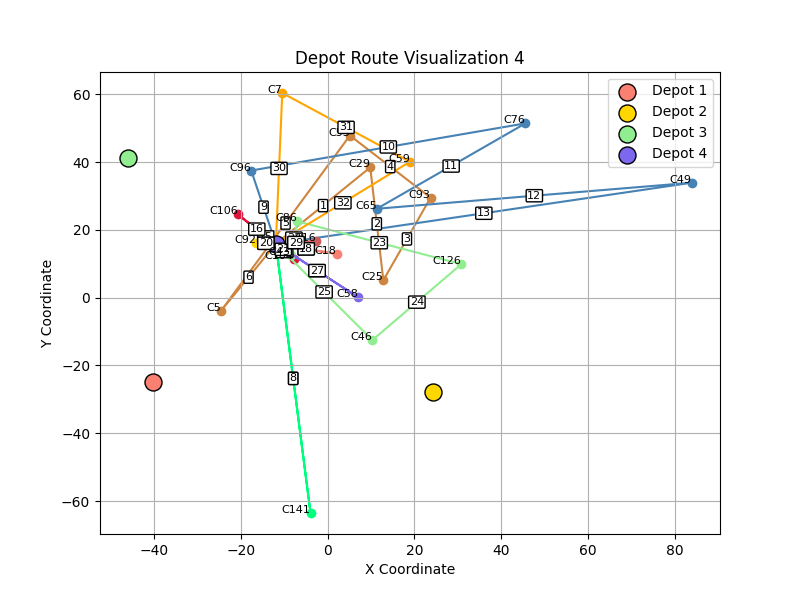 Depot Route Visualization 4
Depot 1
Depot 2
Depot 3
Depot 4
C7
31
C76
10
C59
C96
30
C29
4
11
C49
C93
12
9
1
32
C65
13
C106
C86
5
2
16
3
23
C92
20
29
18
C18
C126
27
6
C25
25
C58
24
C5
C46
8
C141
60
40
20
0
−20
−40
−60
−40
−20
0
20
40
60
80
X Coordinate
Y Coordinate